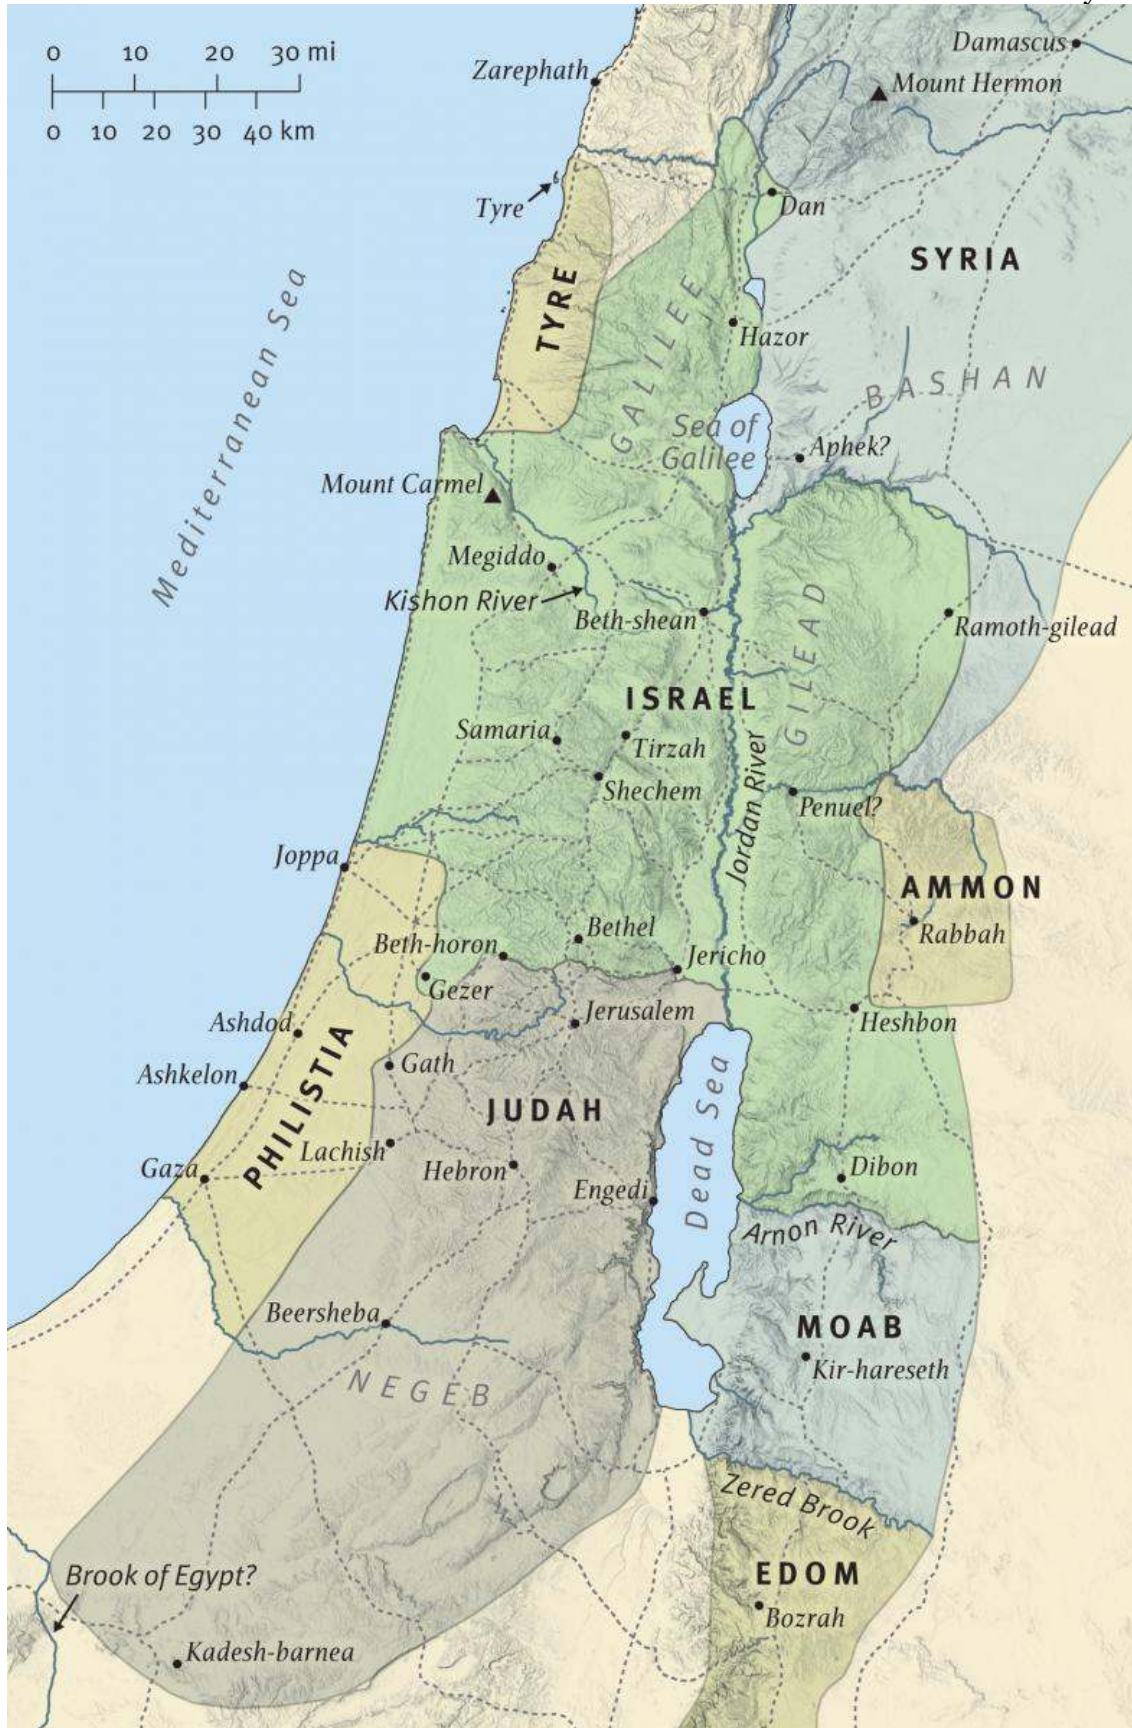 0 10 20 30 mi
0 10 20 30 40 km
Damascus
Zarephath
Mount Hermon
Tyre
Dan
SYRIA
TYRE
Mediterranean Sea
GALILEE
Hazor
BASHAN
Sea of
Galilee
Aphek?
Mount Carmel
Megiddo
Kishon River
Beth-shean
GILEAD
Ramoth-gilead
ISRAEL
Samaria
Tirzah
Shechem
Jordan River
Penuel?
Joppa
AMMON
Rabbah
Beth-horon
Bethel
Jericho
Gezer
Jerusalem
Heshbon
Ashdod
Ashkelon
PHILISTIA
Gath
JUDAH
Dead Sea
Gaza
Lachish
Hebron
Engedi
Dibon
Arnon River
Beersheba
MOAB
Kir-hareseth
NEGEB
Zered Brook
EDOM
Bozrah
Brook of Egypt?
Kadesh-barnea